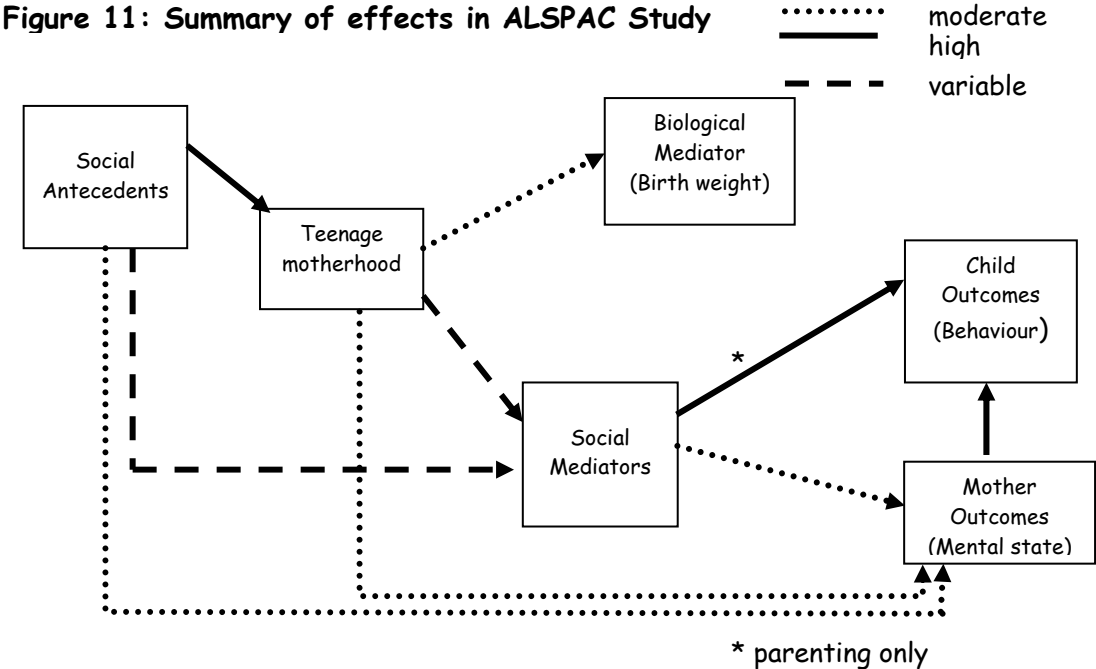 Figure 11: Summary of effects in ALSPAC Study
moderate
high
variable
Social
Antecedents
Teenage
motherhood
Biological
Mediator
(Birth weight)
Child
Outcomes
(Behaviour)
*
Social
Mediators
Mother
Outcomes
(Mental state)
* parenting only